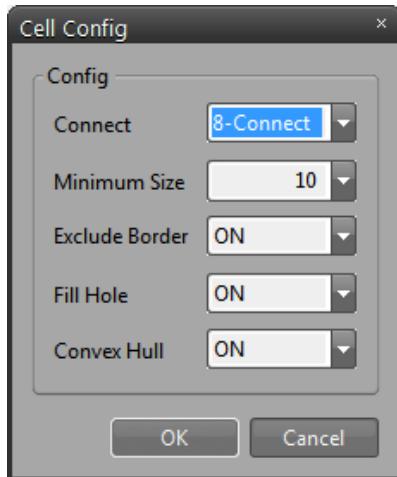 Cell Config
Config
Connect 8-Connect
Minimum Size 10
Exclude Border ON
Fill Hole ON
Convex Hull ON
OK Cancel